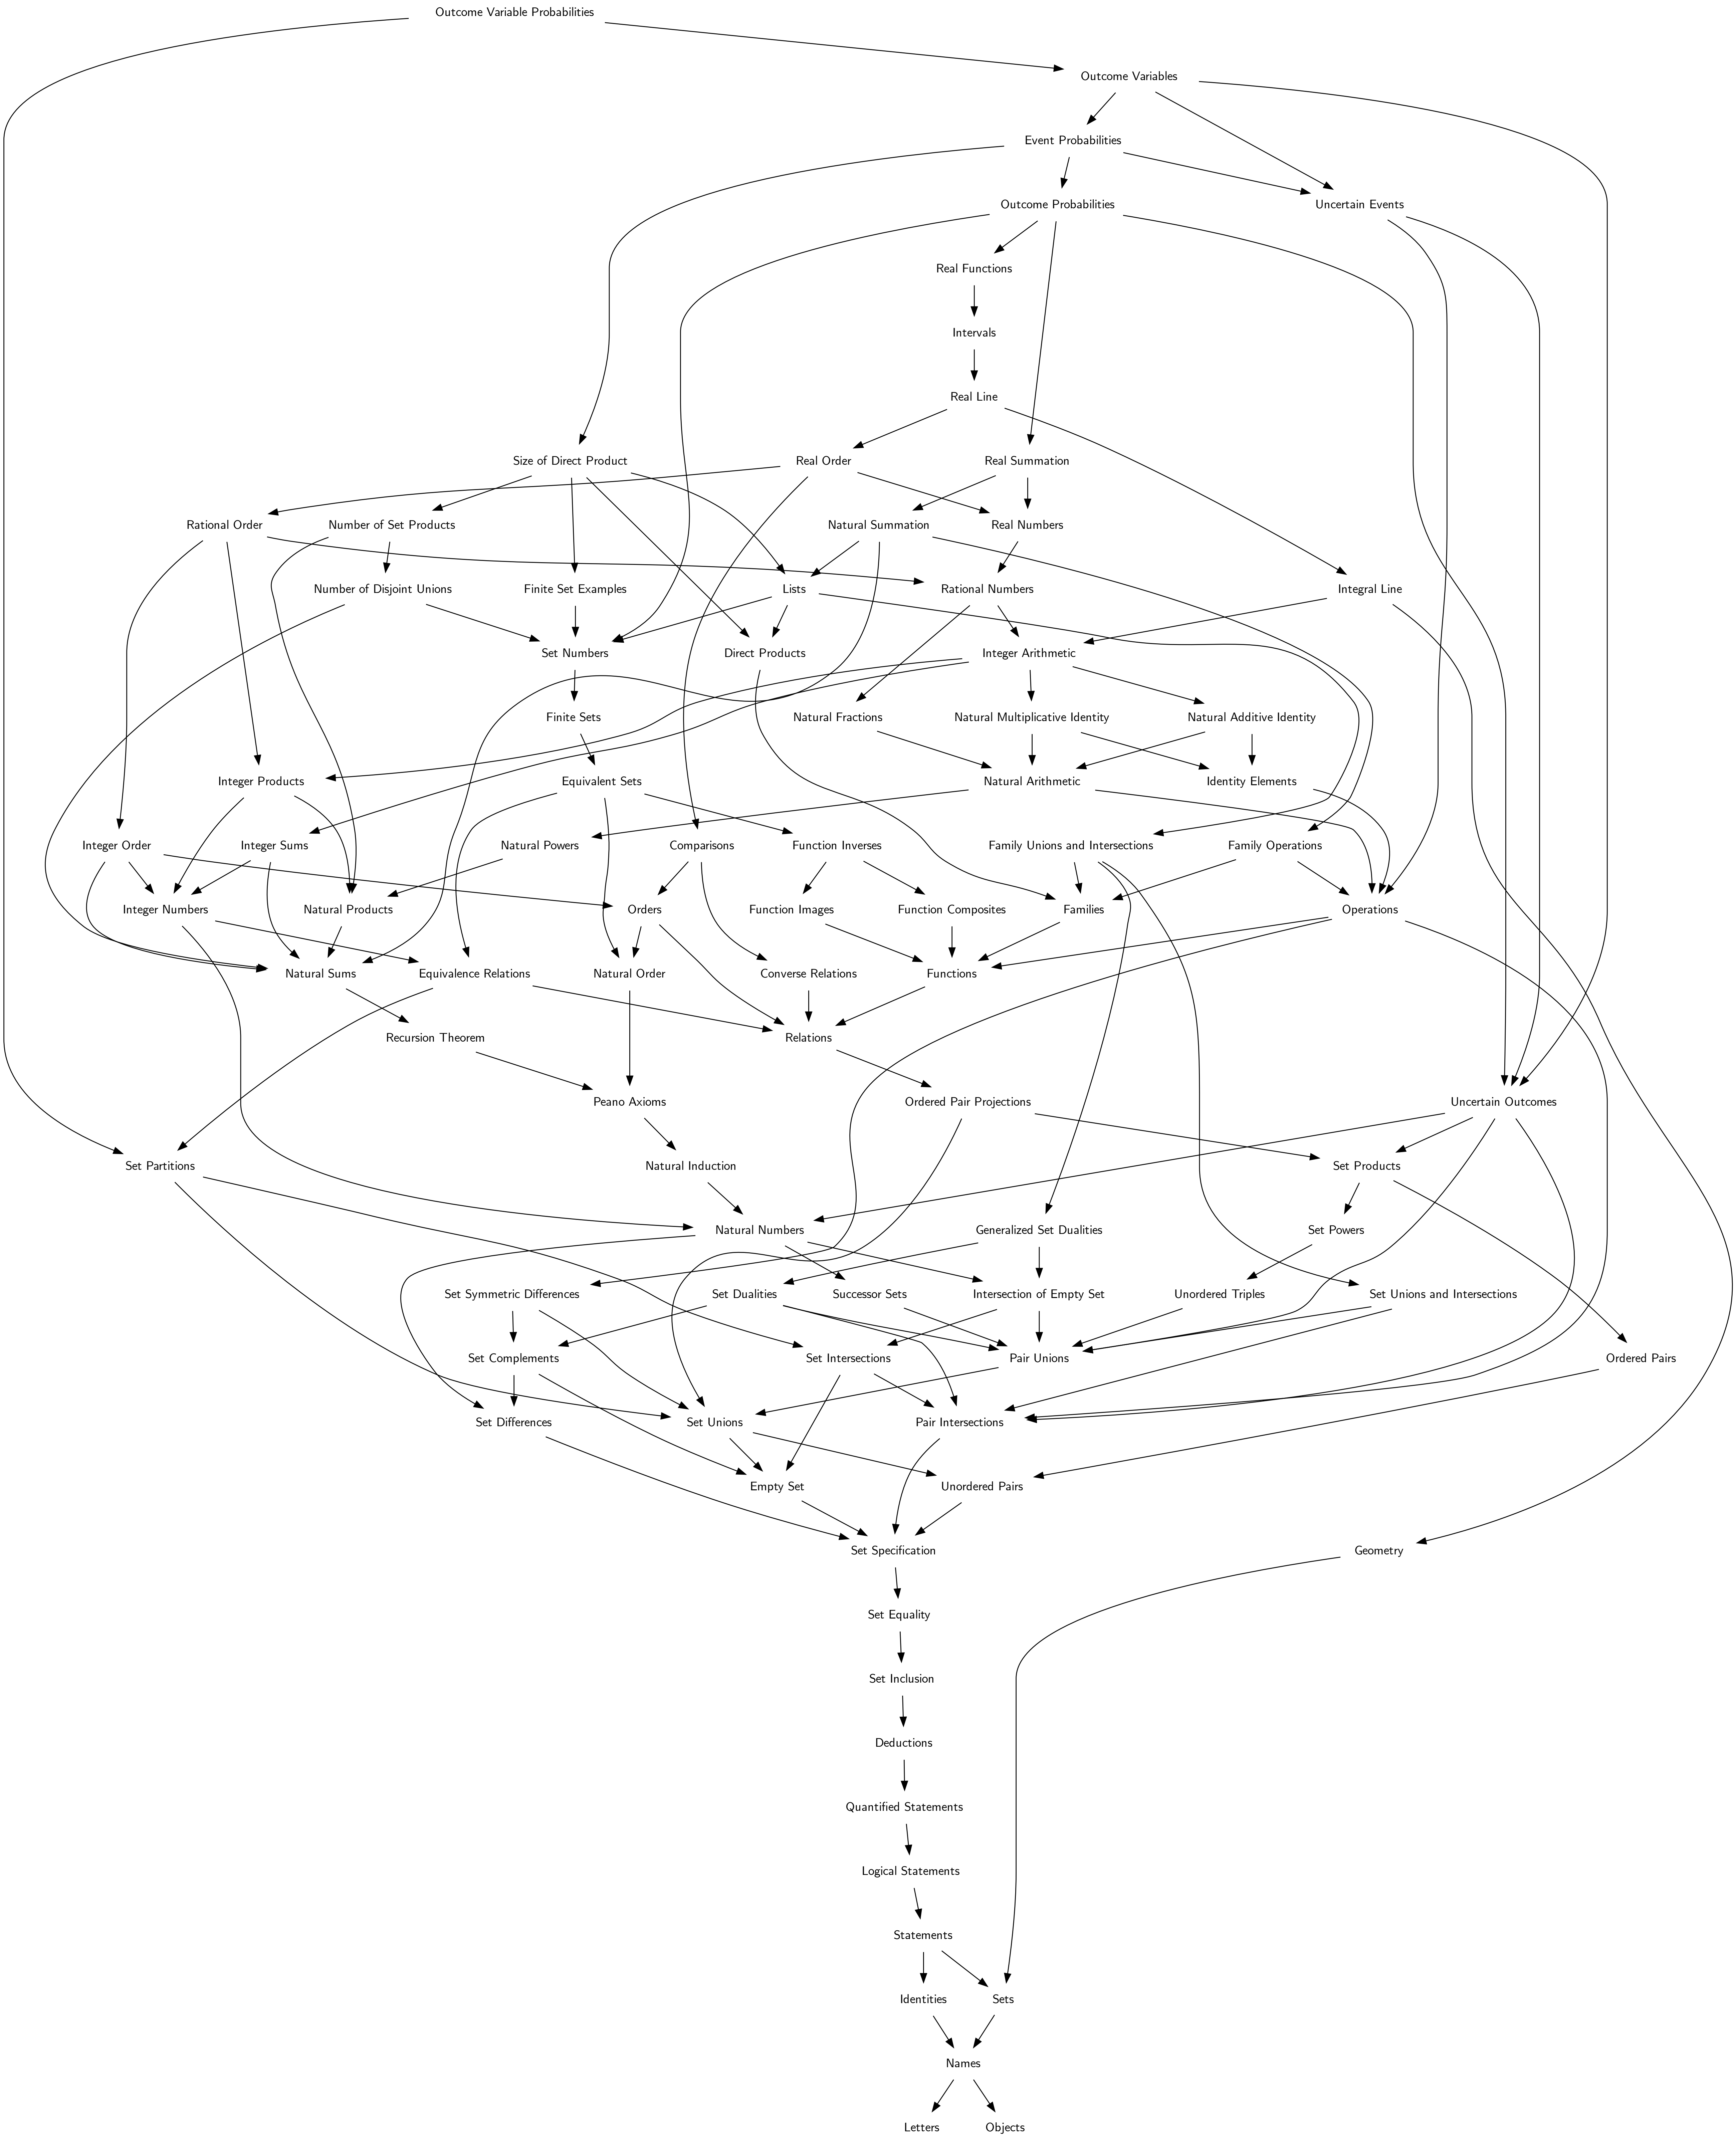 Outcome Variable Probabilities
Outcome Variables
Event Probabilities
Outcome Probabilities
Uncertain Events
Real Functions
Intervals
Real Line
Size of Direct Product
Real Order
Real Summation
Rational Order
Number of Set Products
Natural Summation
Real Numbers
Number of Disjoint Unions
Finite Set Examples
Lists
Rational Numbers
Integral Line
Set Numbers
Direct Products
Integer Arithmetic
Finite Sets
Natural Fractions
Natural Multiplicative Identity
Natural Additive Identity
Integer Products
Equivalent Sets
Natural Arithmetic
Identity Elements
Integer Order
Integer Sums
Natural Powers
Comparisons
Function Inverses
Family Unions and Intersections
Family Operations
Integer Numbers
Natural Products
Orders
Function Images
Function Composites
Families
Operations
Natural Sums
Equivalence Relations
Natural Order
Converse Relations
Functions
Recursion Theorem
Relations
Peano Axioms
Ordered Pair Projections
Uncertain Outcomes
Set Partitions
Natural Induction
Set Products
Natural Numbers
Generalized Set Dualities
Set Powers
Set Symmetric Differences
Set Dualities
Successor Sets
Intersection of Empty Set
Unordered Triples
Set Unions and Intersections
Set Complements
Set Intersections
Pair Unions
Ordered Pairs
Set Differences
Set Unions
Pair Intersections
Empty Set
Unordered Pairs
Set Specification
Geometry
Set Equality
Set Inclusion
Deductions
Quantified Statements
Logical Statements
Statements
Identities
Sets
Names
Letters
Objects